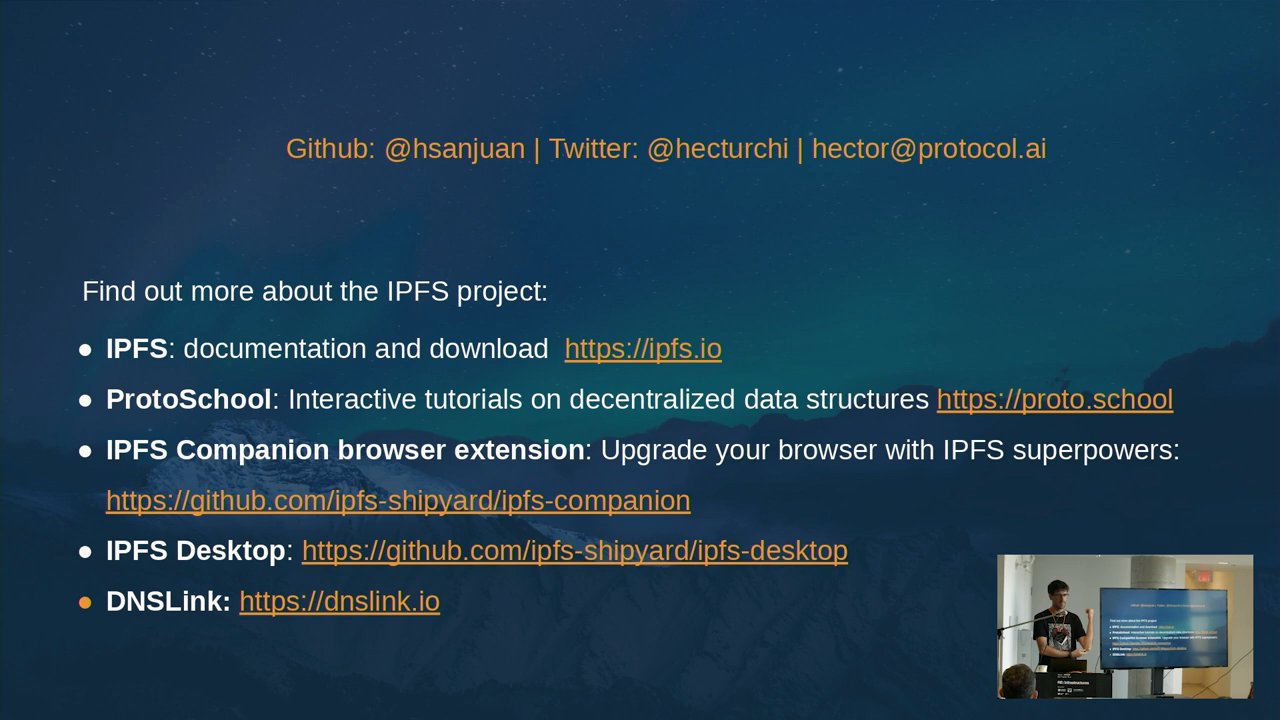 Github: @hsanjuan | Twitter: @hecturchi | hector@protocol.ai
Find out more about the IPFS project:
● IPFS: documentation and download https://ipfs.io
● ProtoSchool: Interactive tutorials on decentralized data structures https://proto.school
● IPFS Companion browser extension: Upgrade your browser with IPFS superpowers:
https://github.com/ipfs-shipyard/ipfs-companion
● IPFS Desktop: https://github.com/ipfs-shipyard/ipfs-desktop
● DNSLink: https://dnslink.io